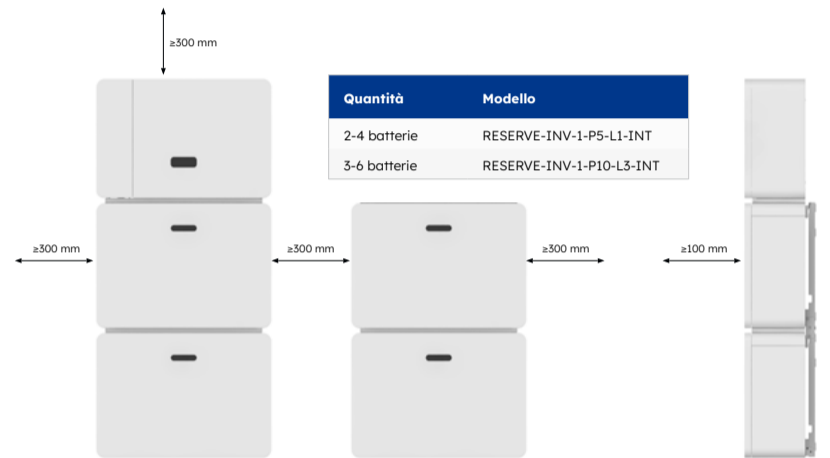 ≥300 mm
Quantità Modello
2-4 batterie RESERVE-INV-1-P5-L1-INT
3-6 batterie RESERVE-INV-1-P10-L3-INT
≥300 mm ≥300 mm ≥300 mm ≥100 mm